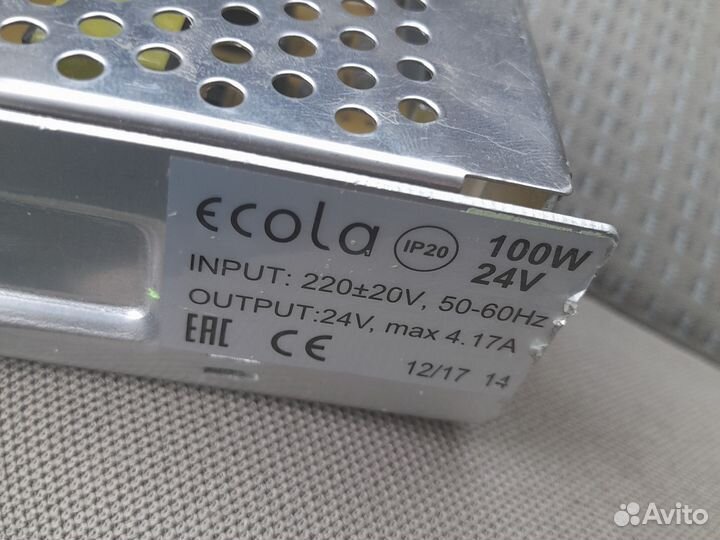 ecola IP20 100W
24V
INPUT: 220±20V, 50-60Hz
OUTPUT:24V, max 4.17A
EAC CE
12/17 14
Avito